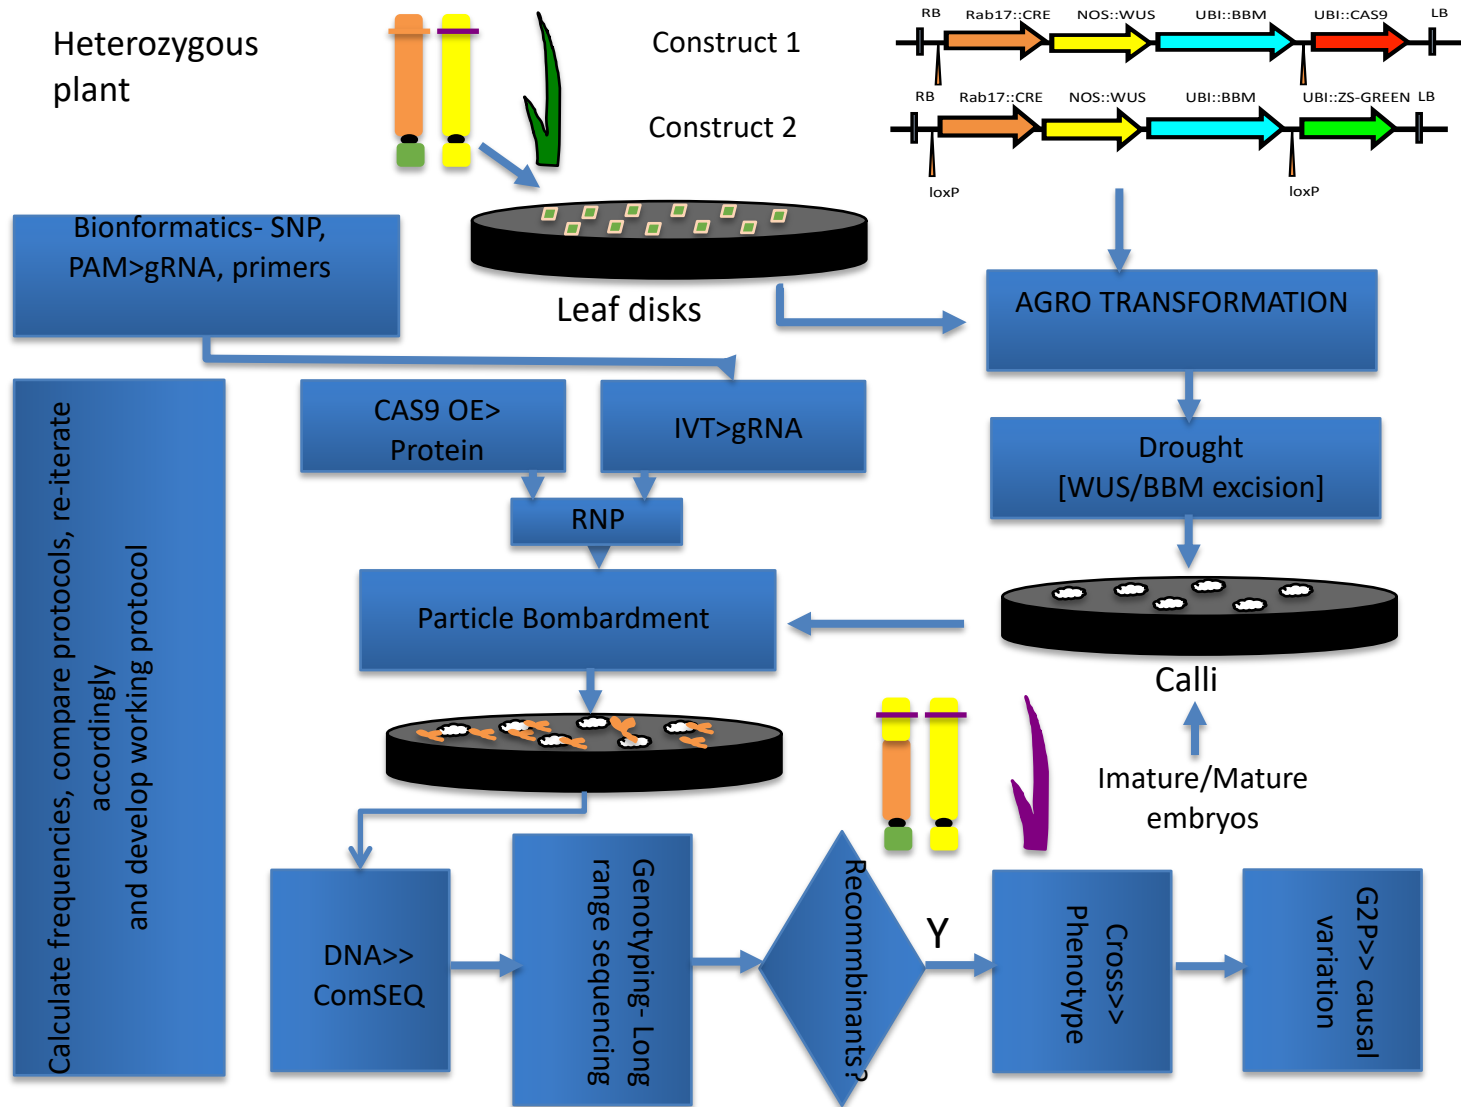 Heterozygous
plant
Construct 1
RB
Rab17::CRE
NOS::WUS
UBI::BBM
UBI::CAS9
LB
Construct 2
RB
Rab17::CRE
NOS::WUS
UBI::BBM
UBI::ZS-GREEN
LB
loxP
loxP
Bionformatics- SNP,
PAM>gRNA, primers
Leaf disks
AGRO TRANSFORMATION
CAS9 OE>
Protein
IVT>gRNA
Drought
[WUS/BBM excision]
RNP
Particle Bombardment
Calli
Imature/Mature
embryos
Calculate frequencies, compare protocols, re-iterate
accordingly
and develop working protocol
DNA>>
ComSEQ
Genotyping- Long
range sequencing
Recommbinants?
Y
Cross>>
Phenotype
G2P>> causal
variation